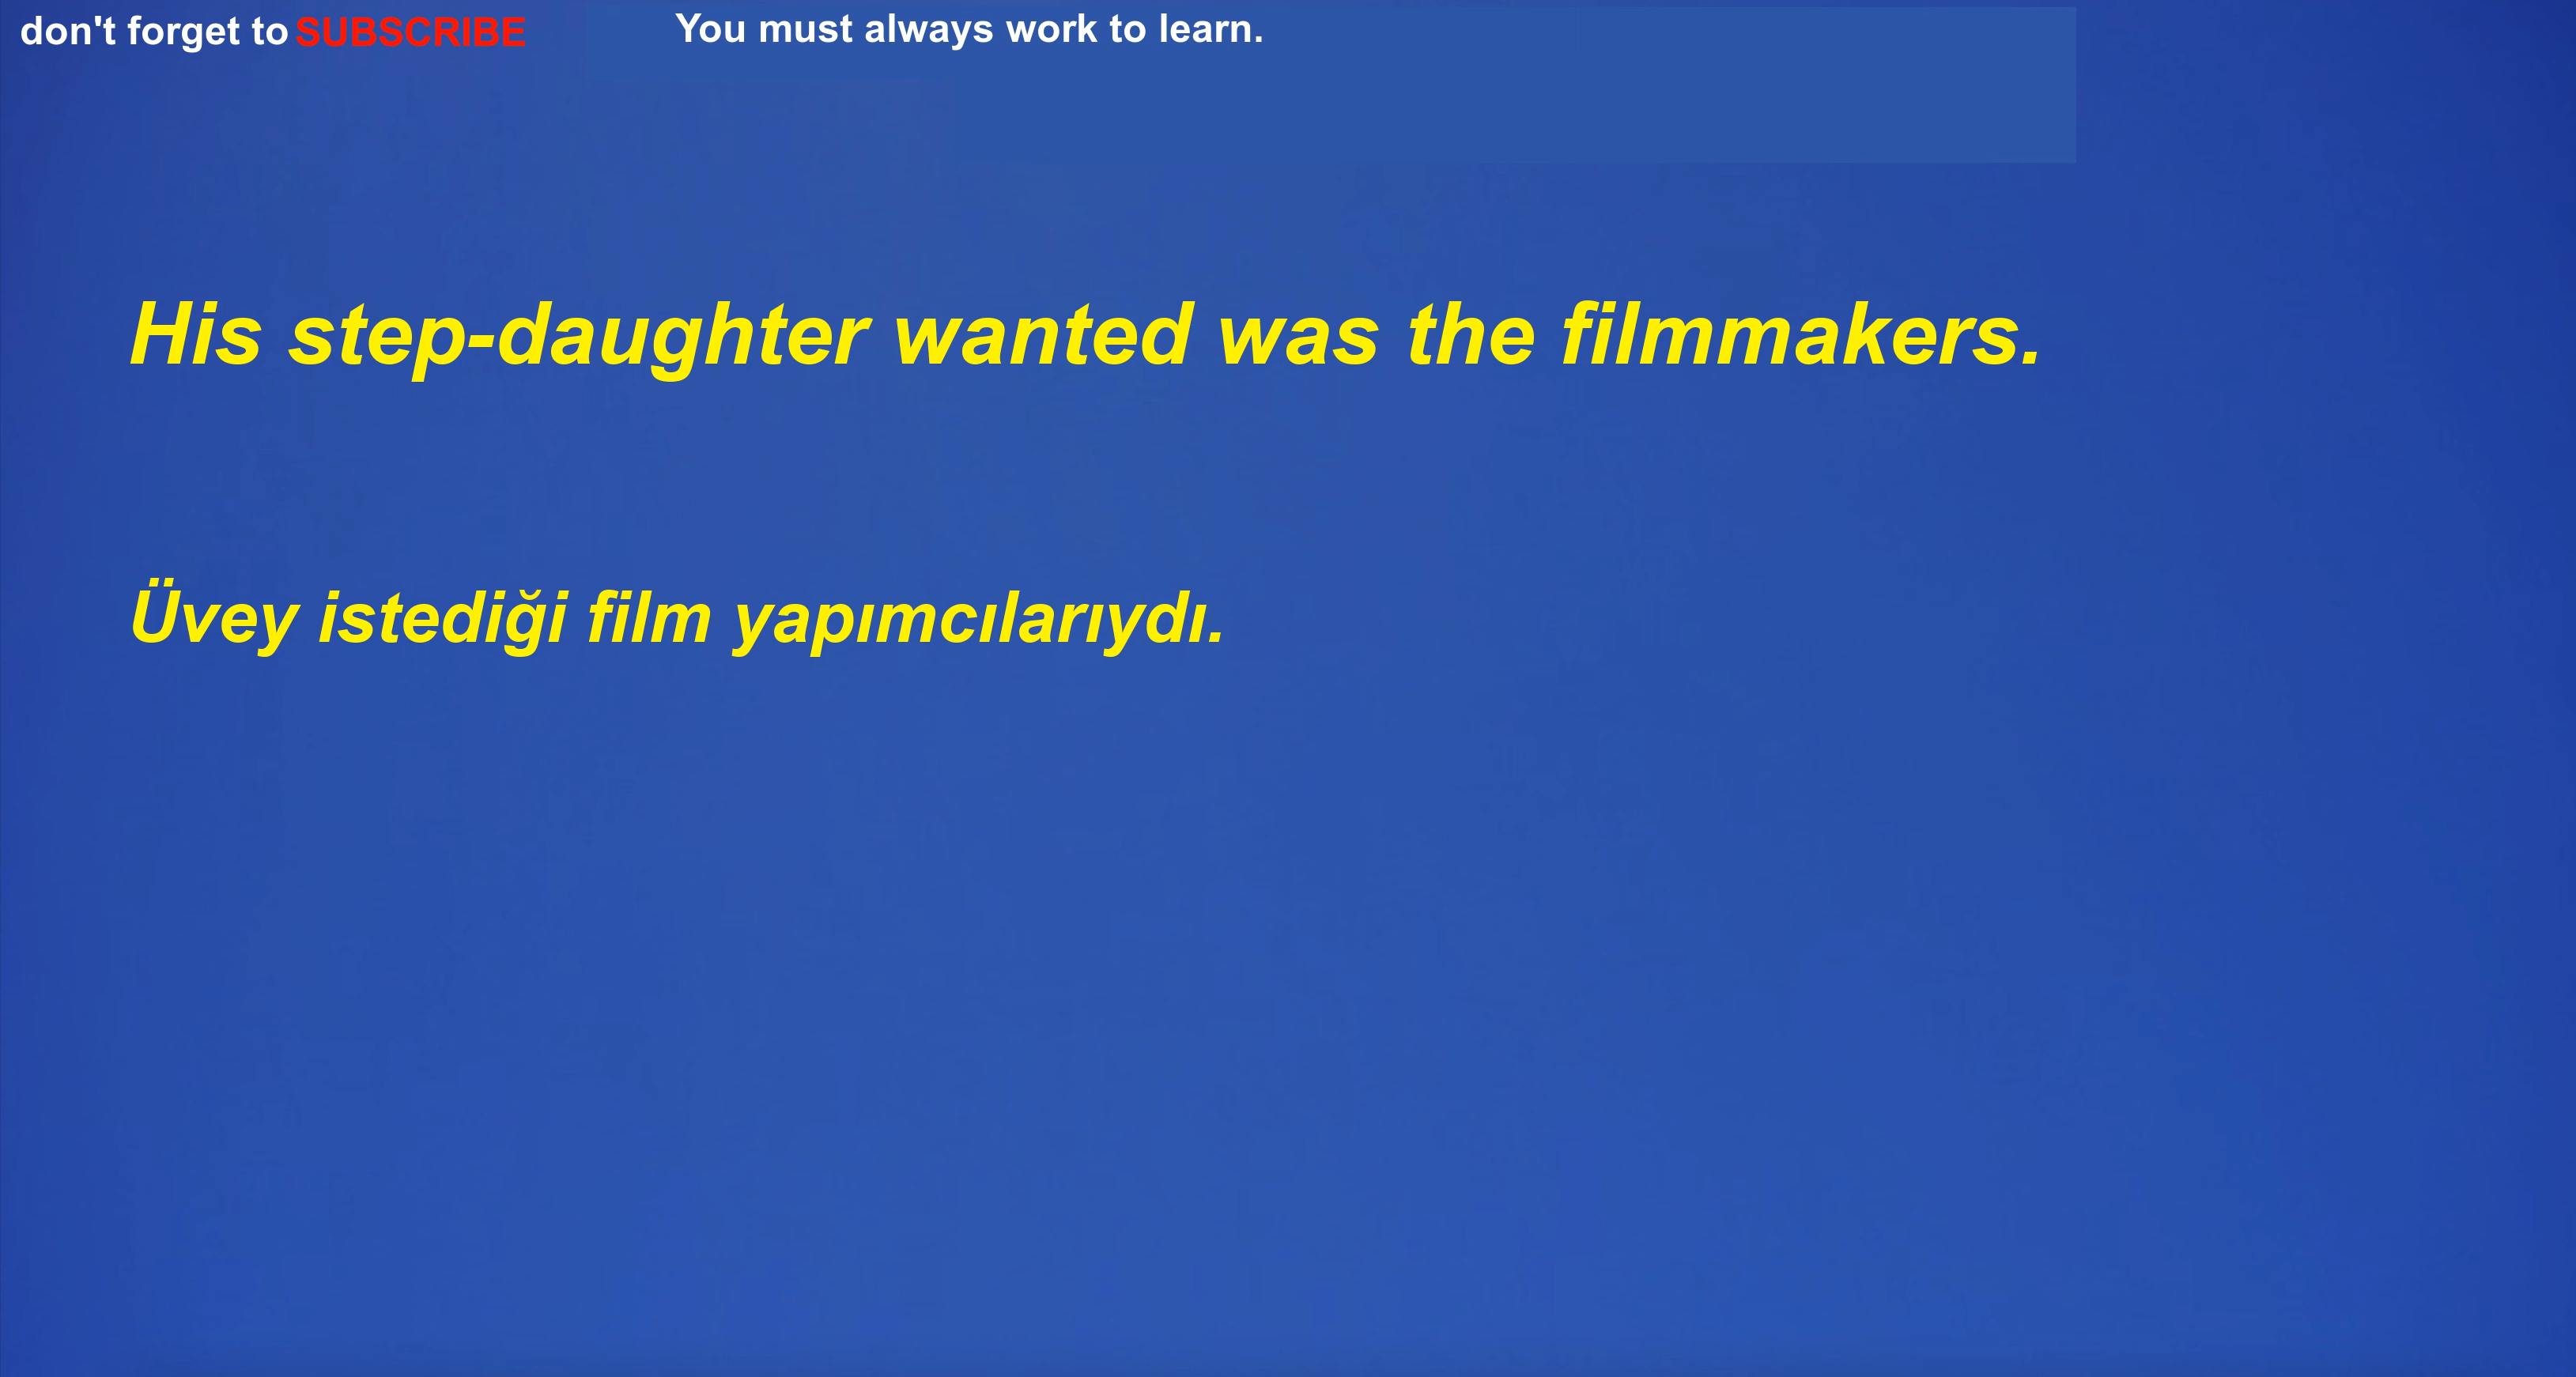 don't forget to SUBSCRIBE You must always work to learn.
His step-daughter wanted was the filmmakers.
Üvey istediği film yapımcılarıydı.